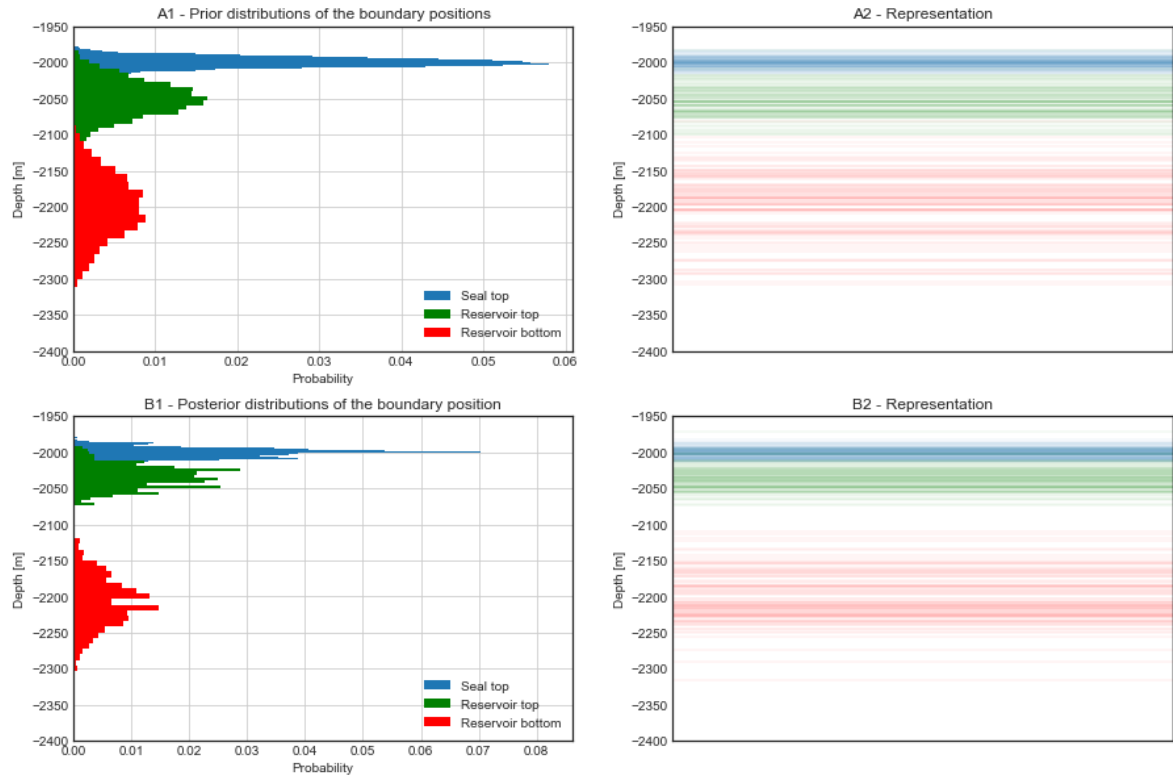 A1 - Prior distributions of the boundary positions
−1950
−2000
−2050
−2100
−2150
−2200
−2250
−2300
−2350
−2400
Depth [m]
0.00 0.01 0.02 0.03 0.04 0.05 0.06
Probability
Seal top
Reservoir top
Reservoir bottom
A2 - Representation
−1950
−2000
−2050
−2100
−2150
−2200
−2250
−2300
−2350
−2400
Depth [m]
B1 - Posterior distributions of the boundary position
−1950
−2000
−2050
−2100
−2150
−2200
−2250
−2300
−2350
−2400
Depth [m]
0.00 0.01 0.02 0.03 0.04 0.05 0.06 0.07 0.08
Probability
Seal top
Reservoir top
Reservoir bottom
B2 - Representation
−1950
−2000
−2050
−2100
−2150
−2200
−2250
−2300
−2350
−2400
Depth [m]